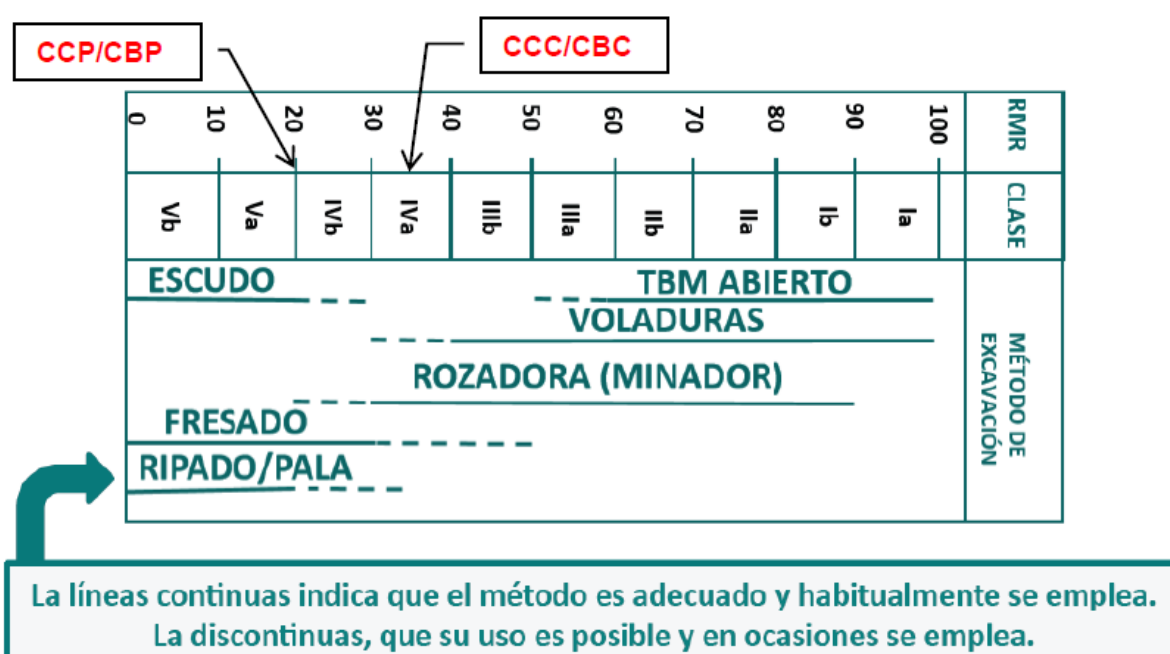 CCP/CBP
CCC/CBC
0 10 20 30 40 50 60 70 80 90 100 RMR
Vb Va IVb IVa IIIb IIIa IIb IIa Ib Ia CLASE
ESCUDO TBM ABIERTO
VOLADURAS
ROZADORA (MINADOR)
FRESADO
RIPADO/PALA
MÉTODO DE
EXCAVACIÓN
La líneas continuas indica que el método es adecuado y habitualmente se emplea.
La discontinuas, que su uso es posible y en ocasiones se emplea.